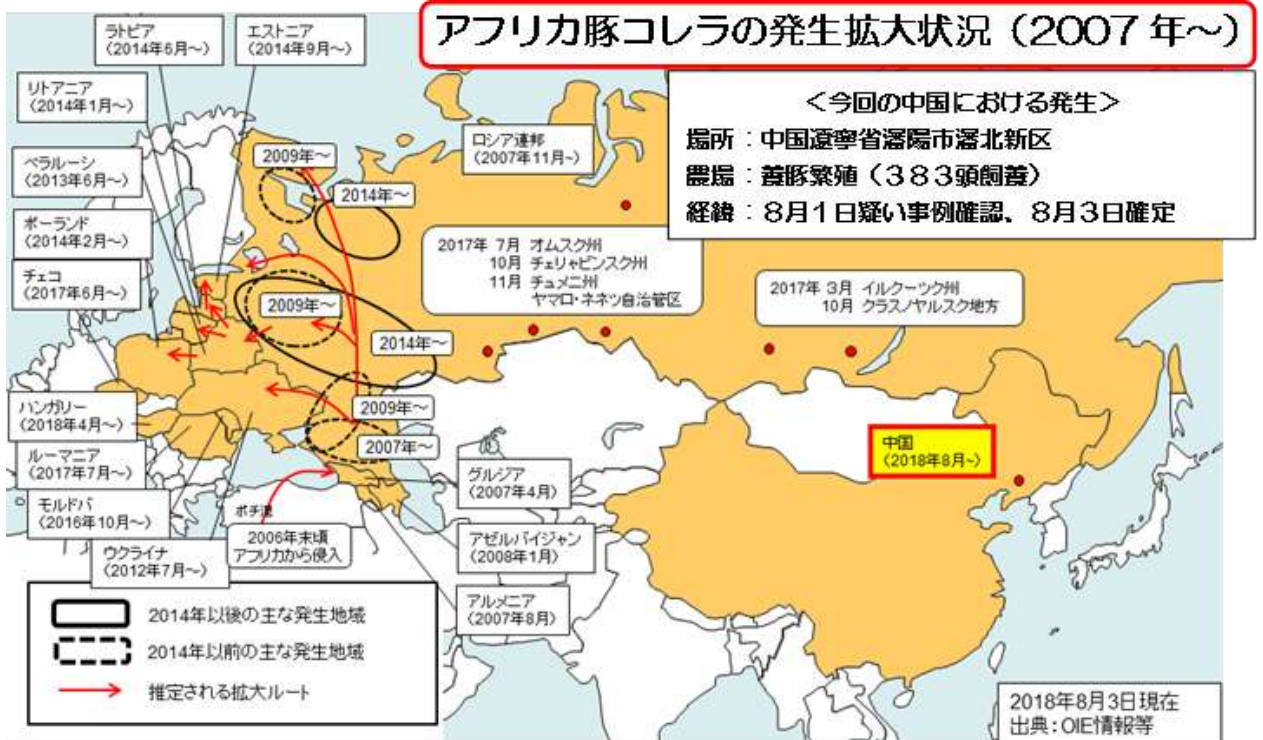 アフリカ豚コレラの発生拡大状況（2007年～）
＜今回の中国における発生＞
場所：中国遼寧省瀋陽市瀋北新区
農場：養豚繁殖（383頭飼養）
経緯：8月1日疑い事例確認、8月3日確定
ラトビア
（2014年6月～）
エストニア
（2014年9月～）
リトアニア
（2014年1月～）
ベラルーシ
（2013年6月～）
ポーランド
（2014年2月～）
チェコ
（2017年6月～）
ハンガリー
（2018年4月～）
ルーマニア
（2017年7月～）
モルドバ
（2016年10月～）
ウクライナ
（2012年7月～）
ロシア連邦
（2007年11月～）
2009年～
2014年～
2009年～
2014年～
2009年～
2007年～
2017年 7月 オムスク州
10月 チェリャビンスク州
11月 チュメニ州
ヤマロ・ネネツ自治管区
2017年 3月 イルクーツク州
10月 クラスノヤルスク地方
中国
（2018年8月～）
グルジア
（2007年4月）
アゼルバイジャン
（2008年1月）
アルメニア
（2007年8月）
ポチ港
2006年末頃
アフリカから侵入
2014年以後の主な発生地域
2014年以前の主な発生地域
推定される拡大ルート
2018年8月3日現在
出典：OIE情報等